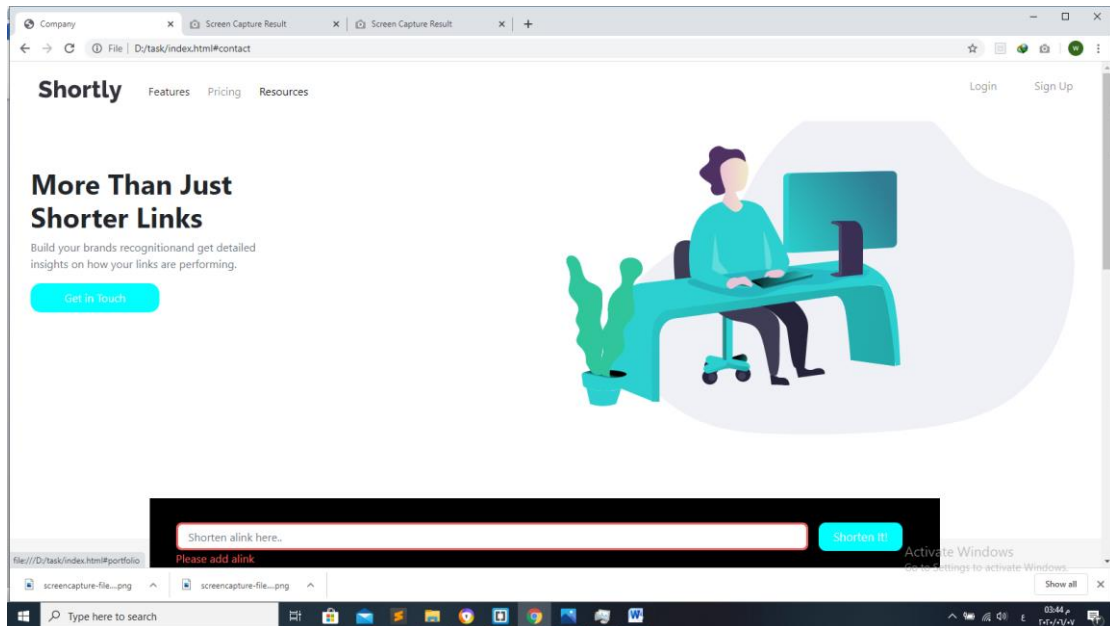 Company
Screen Capture Result
Screen Capture Result
File D:/task/index.html#contact
W
Shortly Features Pricing Resources Login Sign Up
More Than Just
Shorter Links
Build your brands recognitionand get detailed
insights on how your links are performing.
Get in Touch
Shorten alink here.. Shorten It!
Please add alink
Activate Windows
Go to Settings to activate Windows.
file:///D:/task/index.html#portfolio
screencapture-file....png
screencapture-file....png
Show all
Type here to search
ع
03:44 م
٢٠٢٠/٠٦/٠٧